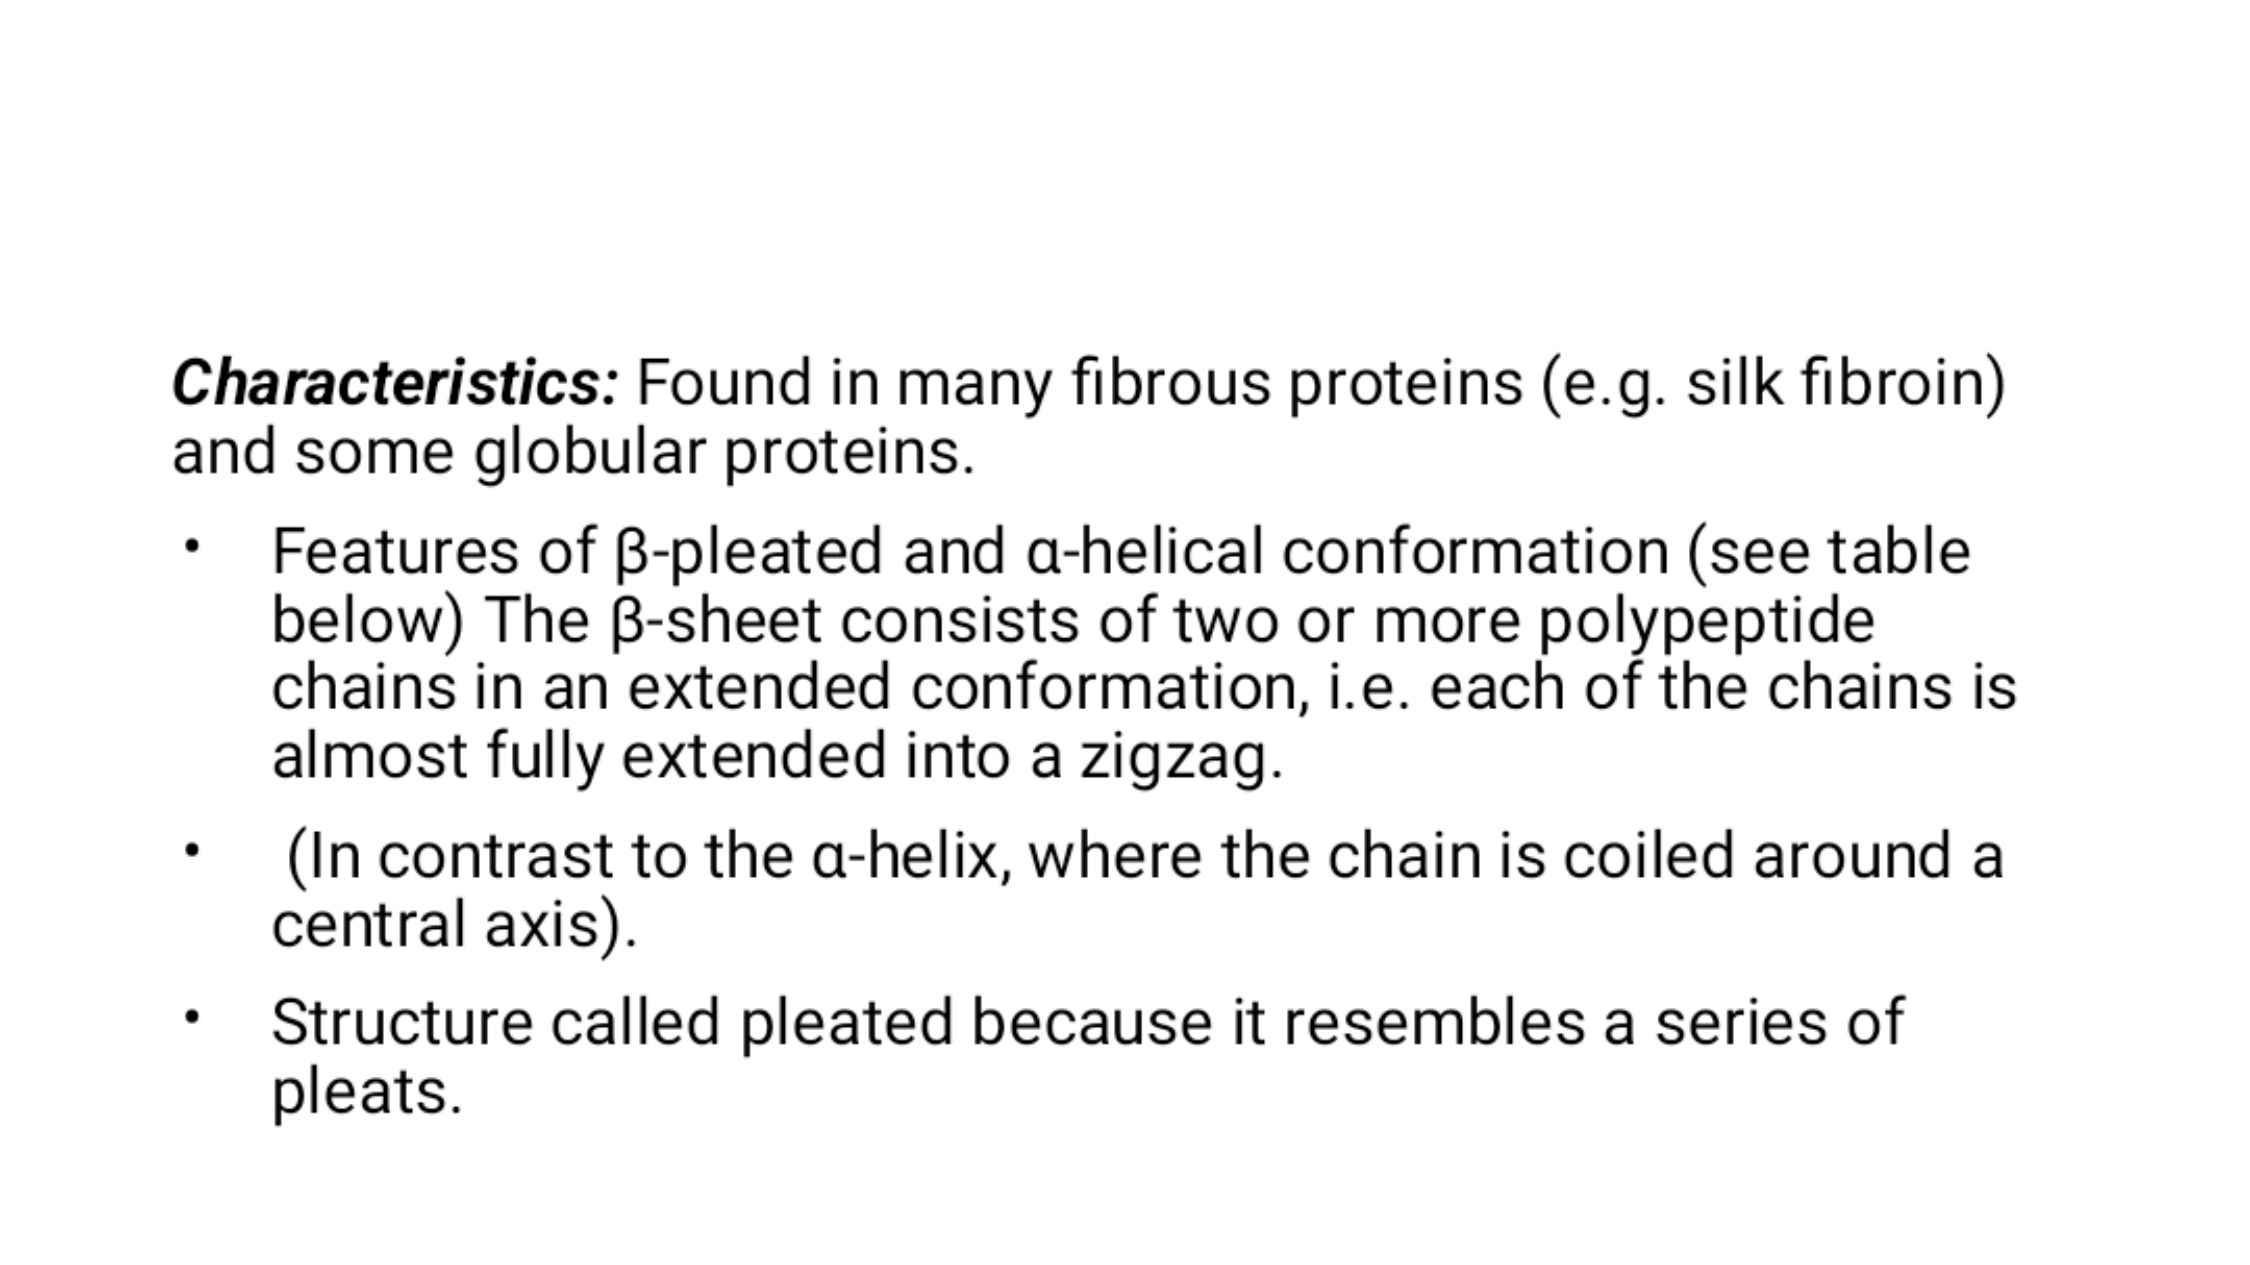 Characteristics: Found in many fibrous proteins (e.g. silk fibroin)
and some globular proteins.
• Features of β-pleated and α-helical conformation (see table
below) The β-sheet consists of two or more polypeptide
chains in an extended conformation, i.e. each of the chains is
almost fully extended into a zigzag.
• (In contrast to the α-helix, where the chain is coiled around a
central axis).
• Structure called pleated because it resembles a series of
pleats.